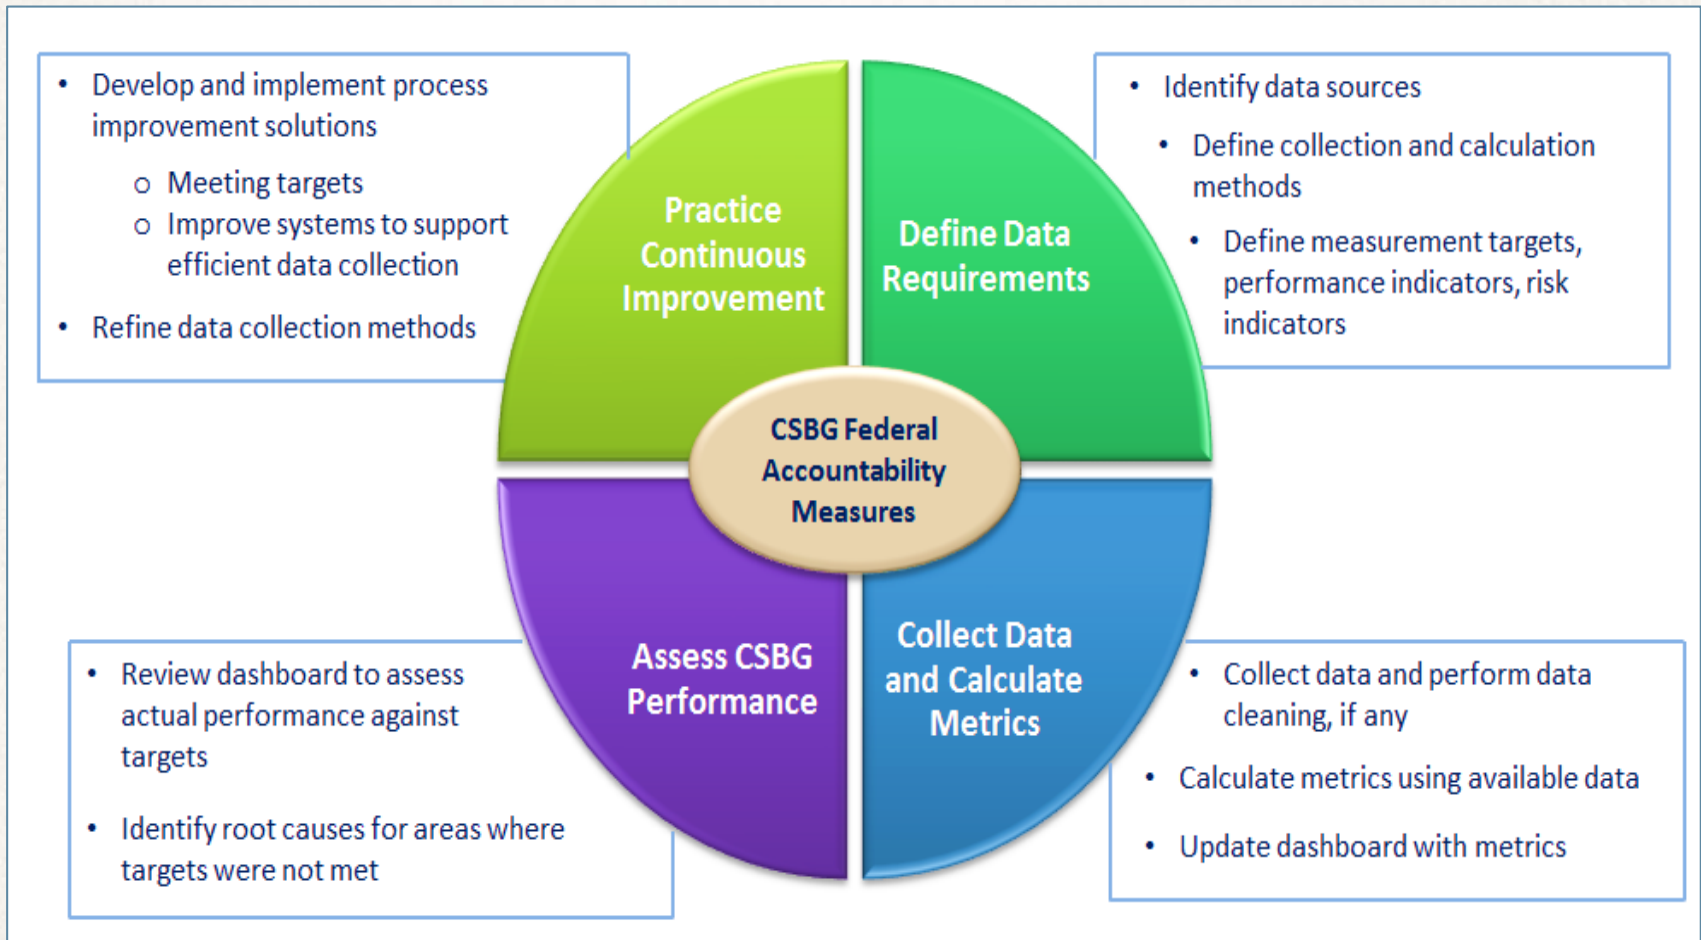 • Develop and implement process
improvement solutions
o Meeting targets
o Improve systems to support
efficient data collection
• Refine data collection methods
Practice
Continuous
Improvement
Define Data
Requirements
• Identify data sources
• Define collection and calculation
methods
• Define measurement targets,
performance indicators, risk
indicators
CSBG Federal
Accountability
Measures
• Review dashboard to assess
actual performance against
targets
• Identify root causes for areas where
targets were not met
Assess CSBG
Performance
Collect Data
and Calculate
Metrics
• Collect data and perform data
cleaning, if any
• Calculate metrics using available data
• Update dashboard with metrics